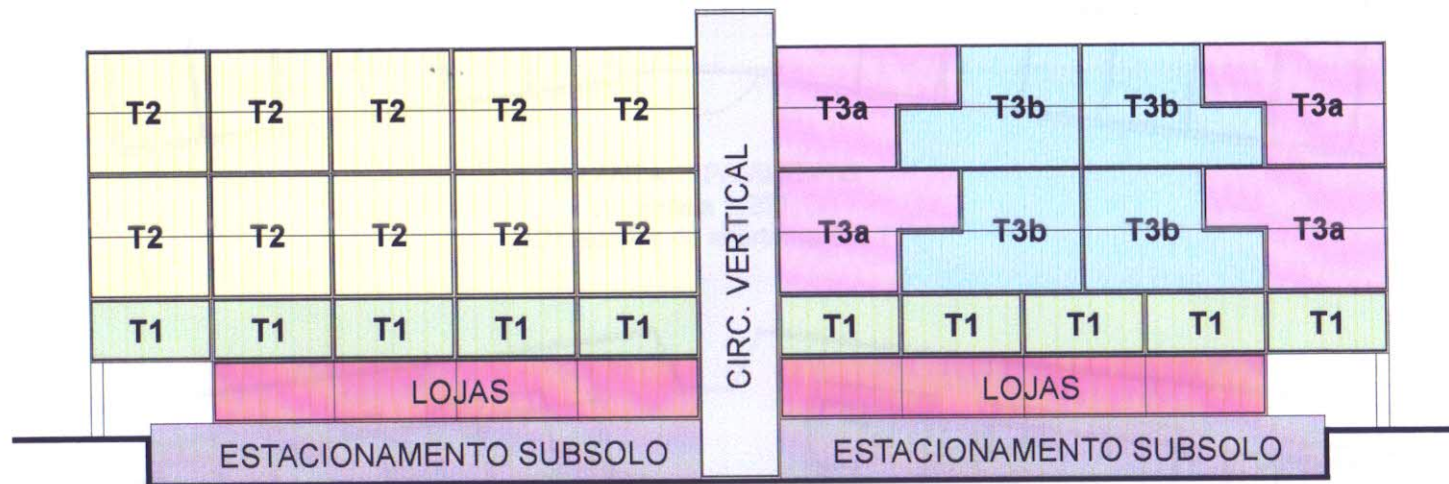 T2 T2 T2 T2 T2 T3a T3b T3b T3a
T2 T2 T2 T2 T2 T3a T3b T3b T3a
T1 T1 T1 T1 T1 T1 T1 T1 T1 T1
CIRC. VERTICAL
LOJAS LOJAS
ESTACIONAMENTO SUBSOLO ESTACIONAMENTO SUBSOLO